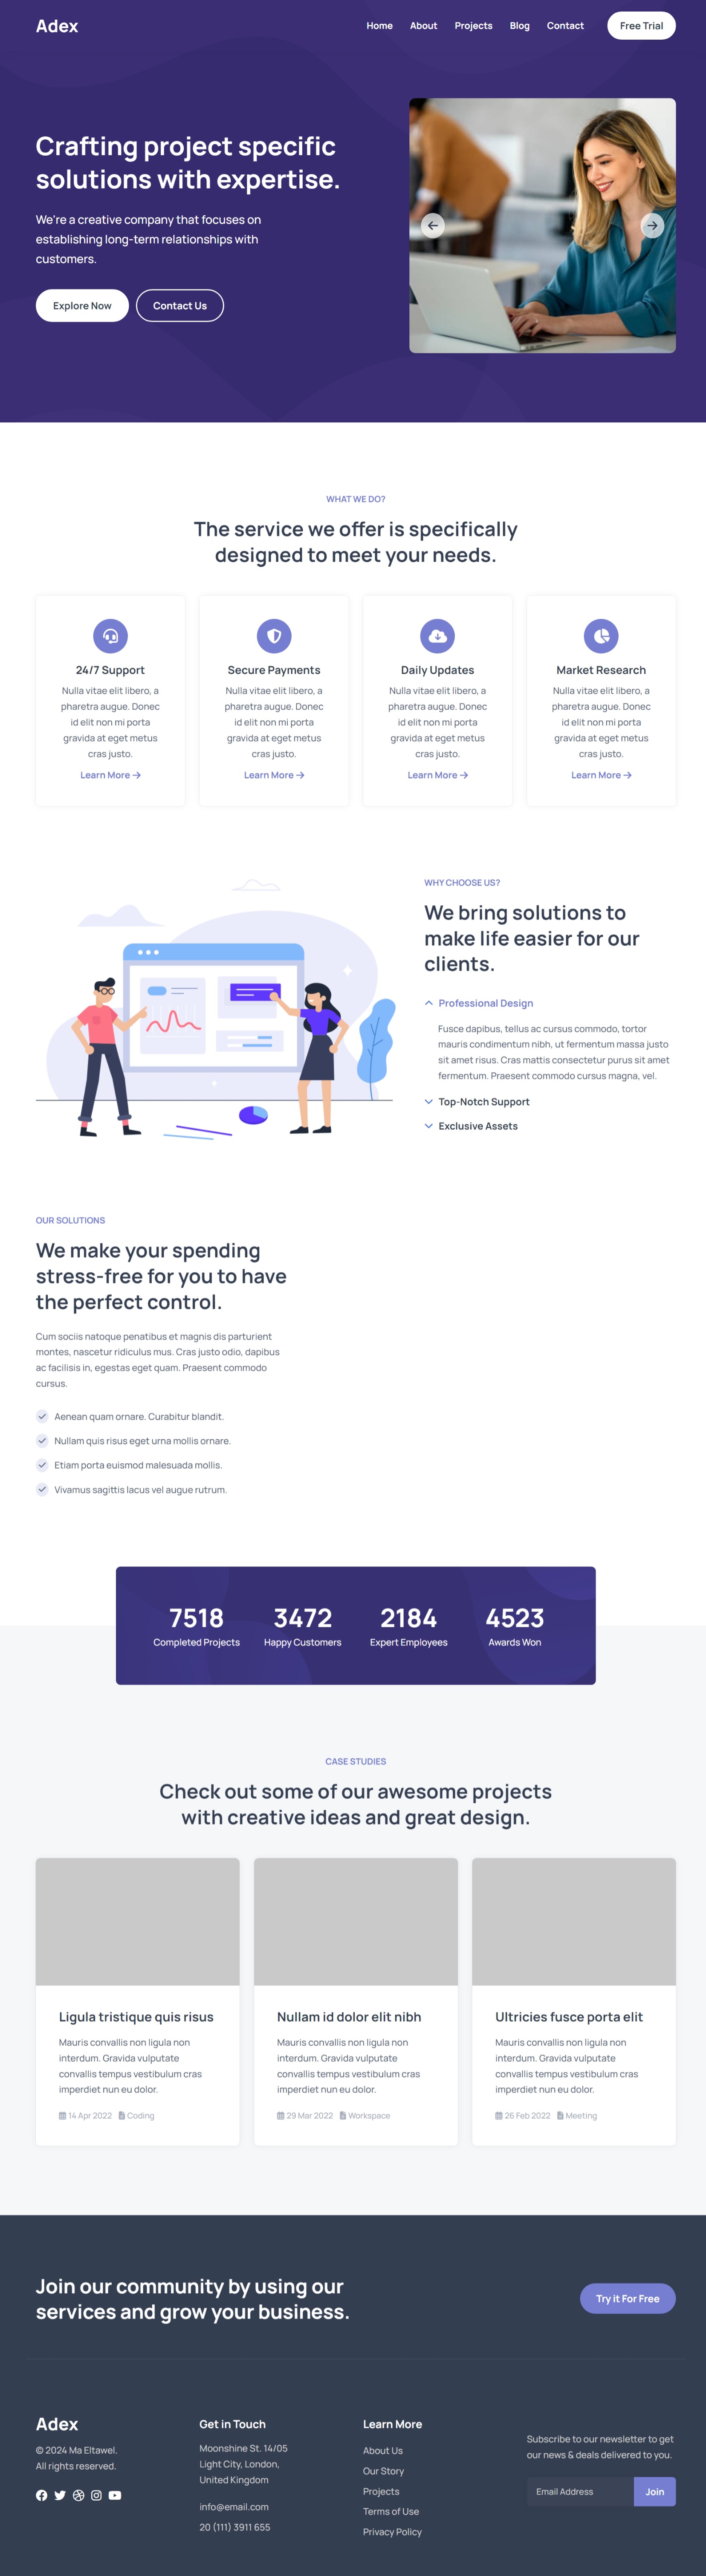 Adex
Home About Projects Blog Contact Free Trial
Crafting project specific
solutions with expertise.
We're a creative company that focuses on
establishing long-term relationships with
customers.
Explore Now Contact Us
WHAT WE DO?
The service we offer is specifically
designed to meet your needs.
24/7 Support
Nulla vitae elit libero, a
pharetra augue. Donec
id elit non mi porta
gravida at eget metus
cras justo.
Learn More
Secure Payments
Nulla vitae elit libero, a
pharetra augue. Donec
id elit non mi porta
gravida at eget metus
cras justo.
Learn More
Daily Updates
Nulla vitae elit libero, a
pharetra augue. Donec
id elit non mi porta
gravida at eget metus
cras justo.
Learn More
Market Research
Nulla vitae elit libero, a
pharetra augue. Donec
id elit non mi porta
gravida at eget metus
cras justo.
Learn More
WHY CHOOSE US?
We bring solutions to
make life easier for our
clients.
Professional Design
Fusce dapibus, tellus ac cursus commodo, tortor
mauris condimentum nibh, ut fermentum massa justo
sit amet risus. Cras mattis consectetur purus sit amet
fermentum. Praesent commodo cursus magna, vel.
Top-Notch Support
Exclusive Assets
OUR SOLUTIONS
We make your spending
stress-free for you to have
the perfect control.
Cum sociis natoque penatibus et magnis dis parturient
montes, nascetur ridiculus mus. Cras justo odio, dapibus
ac facilisis in, egestas eget quam. Praesent commodo
cursus.
Aenean quam ornare. Curabitur blandit.
Nullam quis risus eget urna mollis ornare.
Etiam porta euismod malesuada mollis.
Vivamus sagittis lacus vel augue rutrum.
7518
Completed Projects
3472
Happy Customers
2184
Expert Employees
4523
Awards Won
CASE STUDIES
Check out some of our awesome projects
with creative ideas and great design.
Ligula tristique quis risus
Mauris convallis non ligula non
interdum. Gravida vulputate
convallis tempus vestibulum cras
imperdiet nun eu dolor.
14 Apr 2022 Coding
Nullam id dolor elit nibh
Mauris convallis non ligula non
interdum. Gravida vulputate
convallis tempus vestibulum cras
imperdiet nun eu dolor.
29 Mar 2022 Workspace
Ultricies fusce porta elit
Mauris convallis non ligula non
interdum. Gravida vulputate
convallis tempus vestibulum cras
imperdiet nun eu dolor.
26 Feb 2022 Meeting
Join our community by using our
services and grow your business.
Try it For Free
Adex
© 2024 Ma Eltawel.
All rights reserved.
Get in Touch
Moonshine St. 14/05
Light City, London,
United Kingdom
info@email.com
20 (111) 3911 655
Learn More
About Us
Our Story
Projects
Terms of Use
Privacy Policy
Subscribe to our newsletter to get
our news & deals delivered to you.
Email Address Join